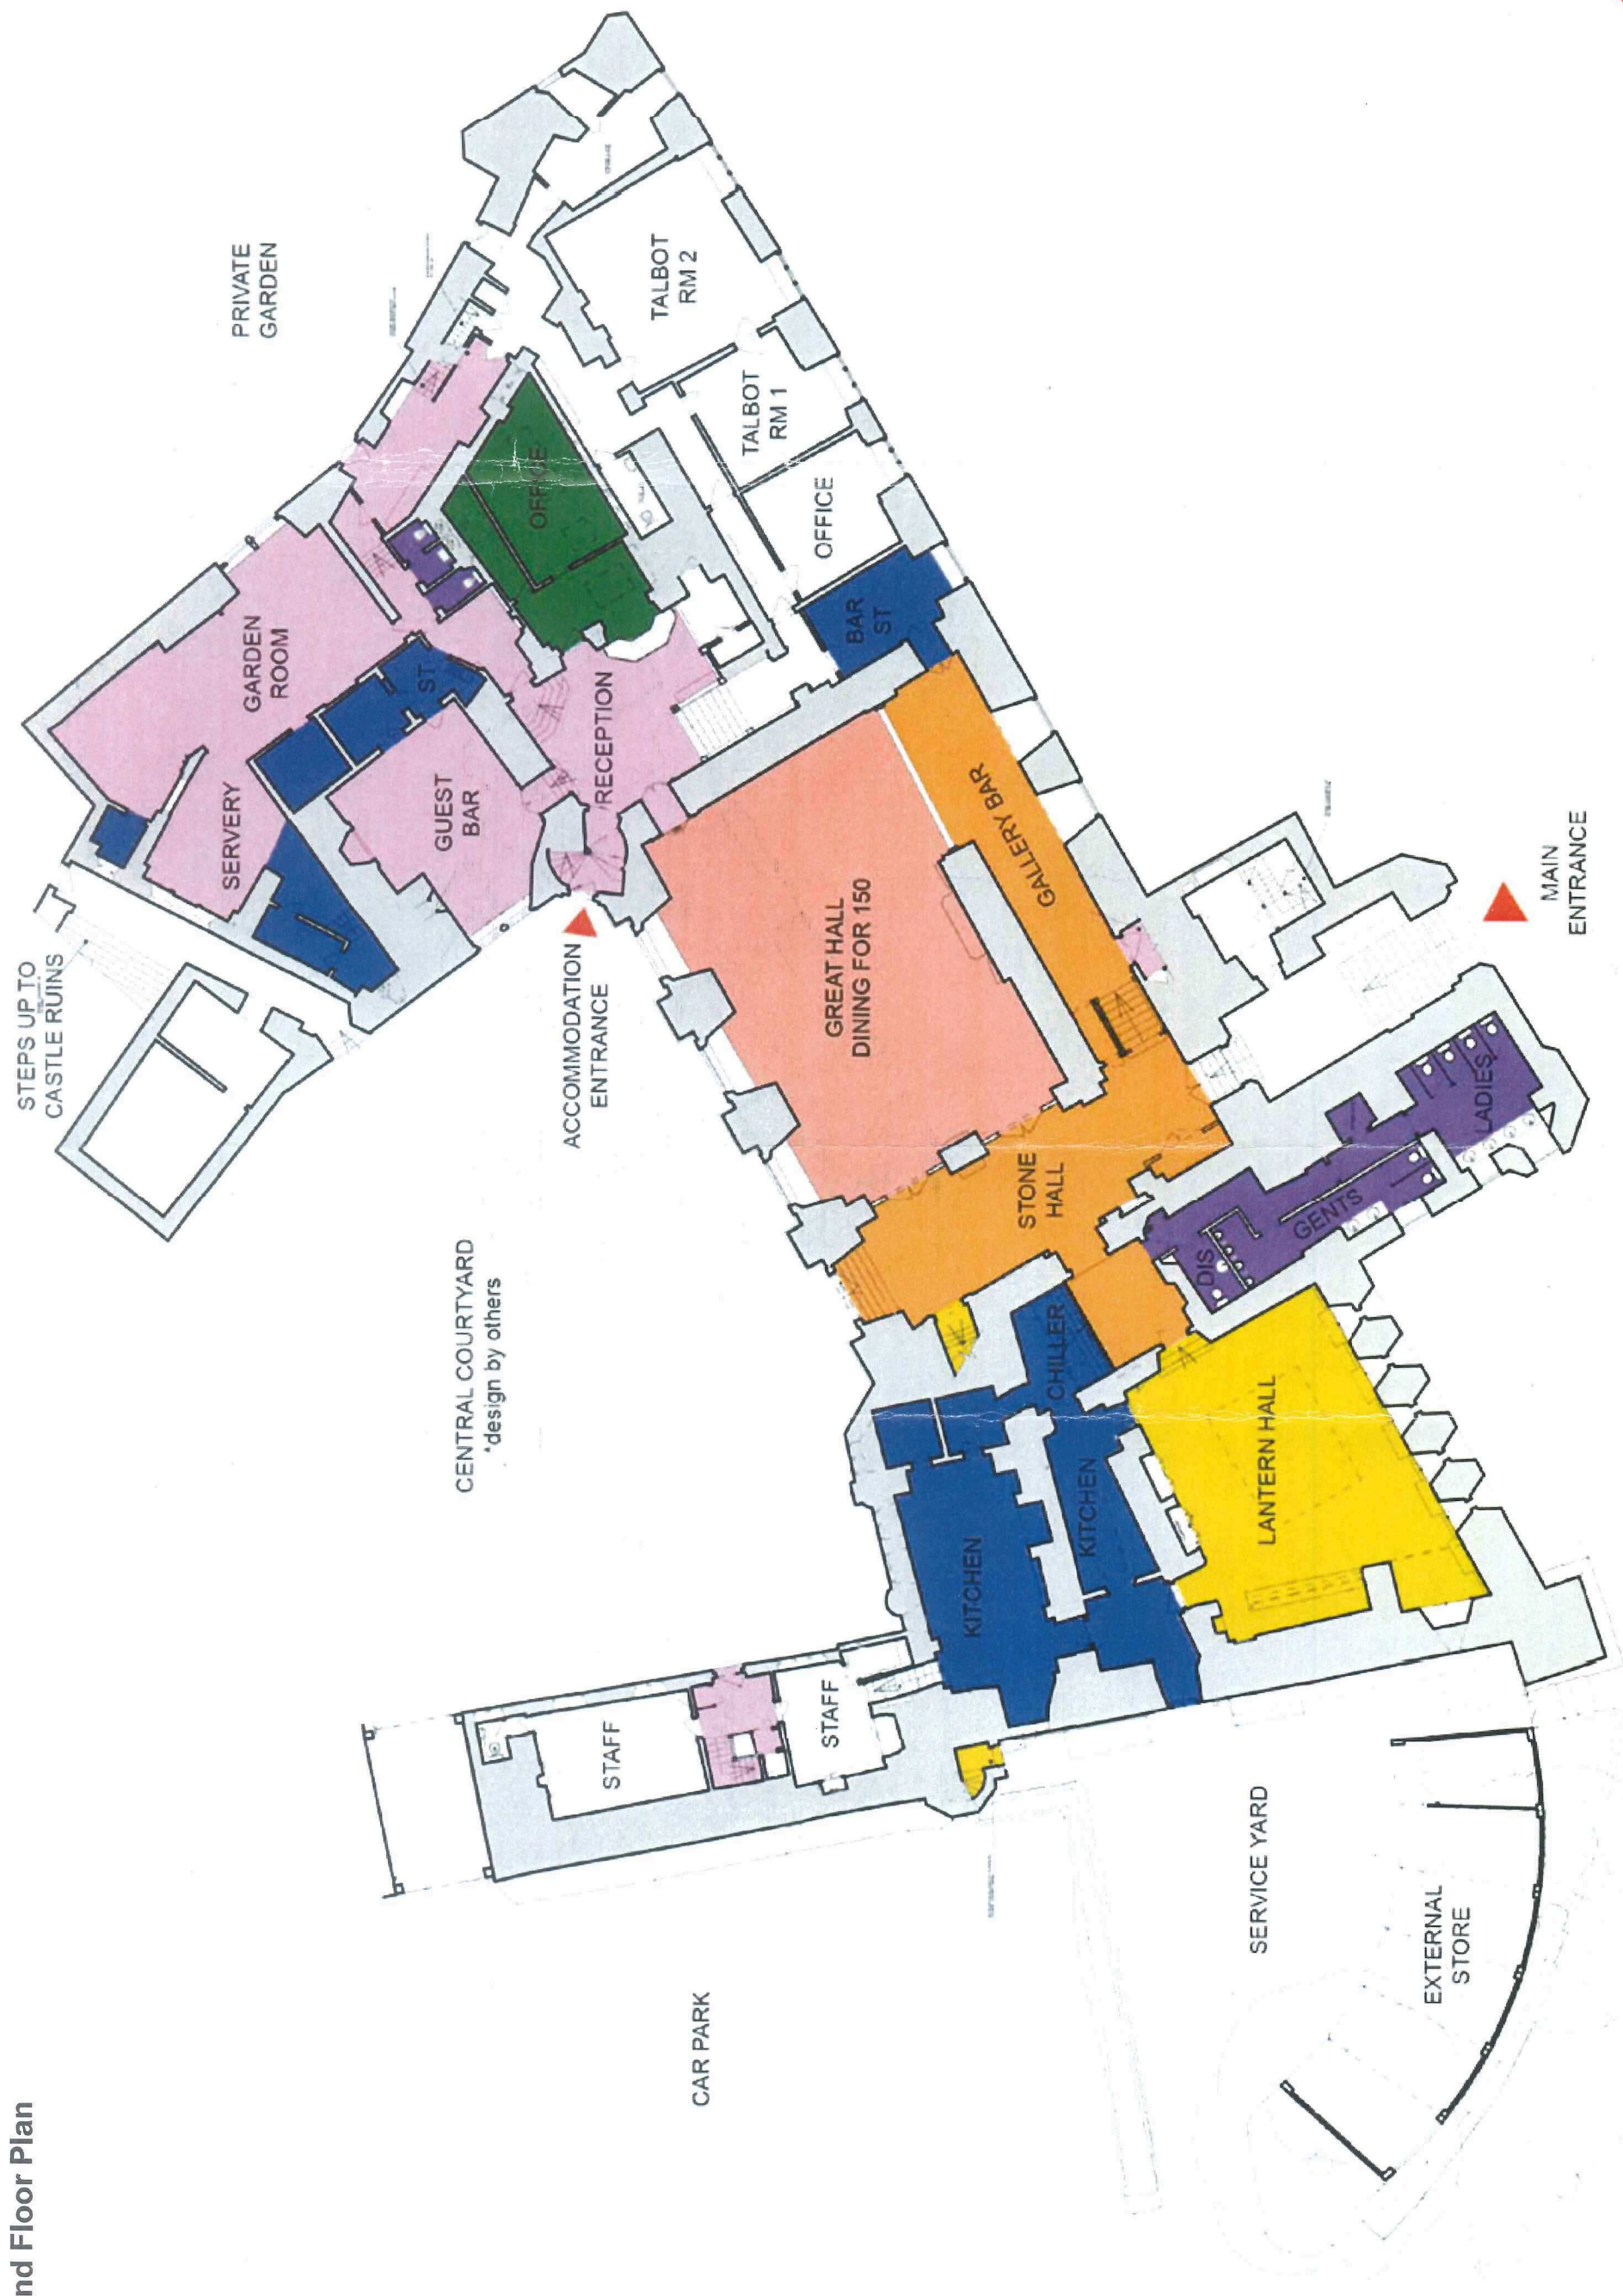 nd Floor Plan
STEPS UP TO
CASTLE RUINS
PRIVATE
GARDEN
GARDEN
ROOM
SERVERY
ST
GUEST
BAR
OFFICE
RECEPTION
ACCOMMODATION
ENTRANCE
CENTRAL COURTYARD
*design by others
TALBOT
RM 2
TALBOT
RM 1
OFFICE
BAR
ST
GREAT HALL
DINING FOR 150
GALLERY BAR
STONE
HALL
MAIN
ENTRANCE
LADIES
GENTS
DIS
CHILLER
KITCHEN
KITCHEN
LANTERN HALL
STAFF
STAFF
CAR PARK
SERVICE YARD
EXTERNAL
STORE